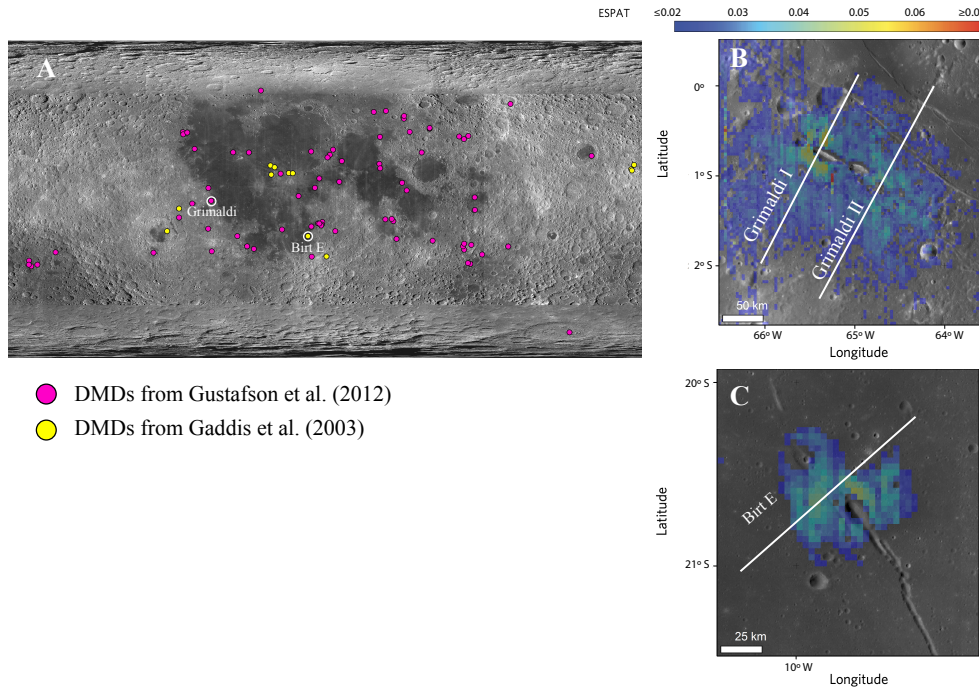 ESPAT
≤0.02 0.03 0.04 0.05 0.06 ≥0.0
A
Grimaldi
Birt E
DMDs from Gustafson et al. (2012)
DMDs from Gaddis et al. (2003)
B
Latitude
0°
1°S
2°S
Grimaldi I
Grimaldi II
50 km
66°W 65°W 64°W
Longitude
C
Latitude
20°S
21°S
Birt E
25 km
10°W
Longitude